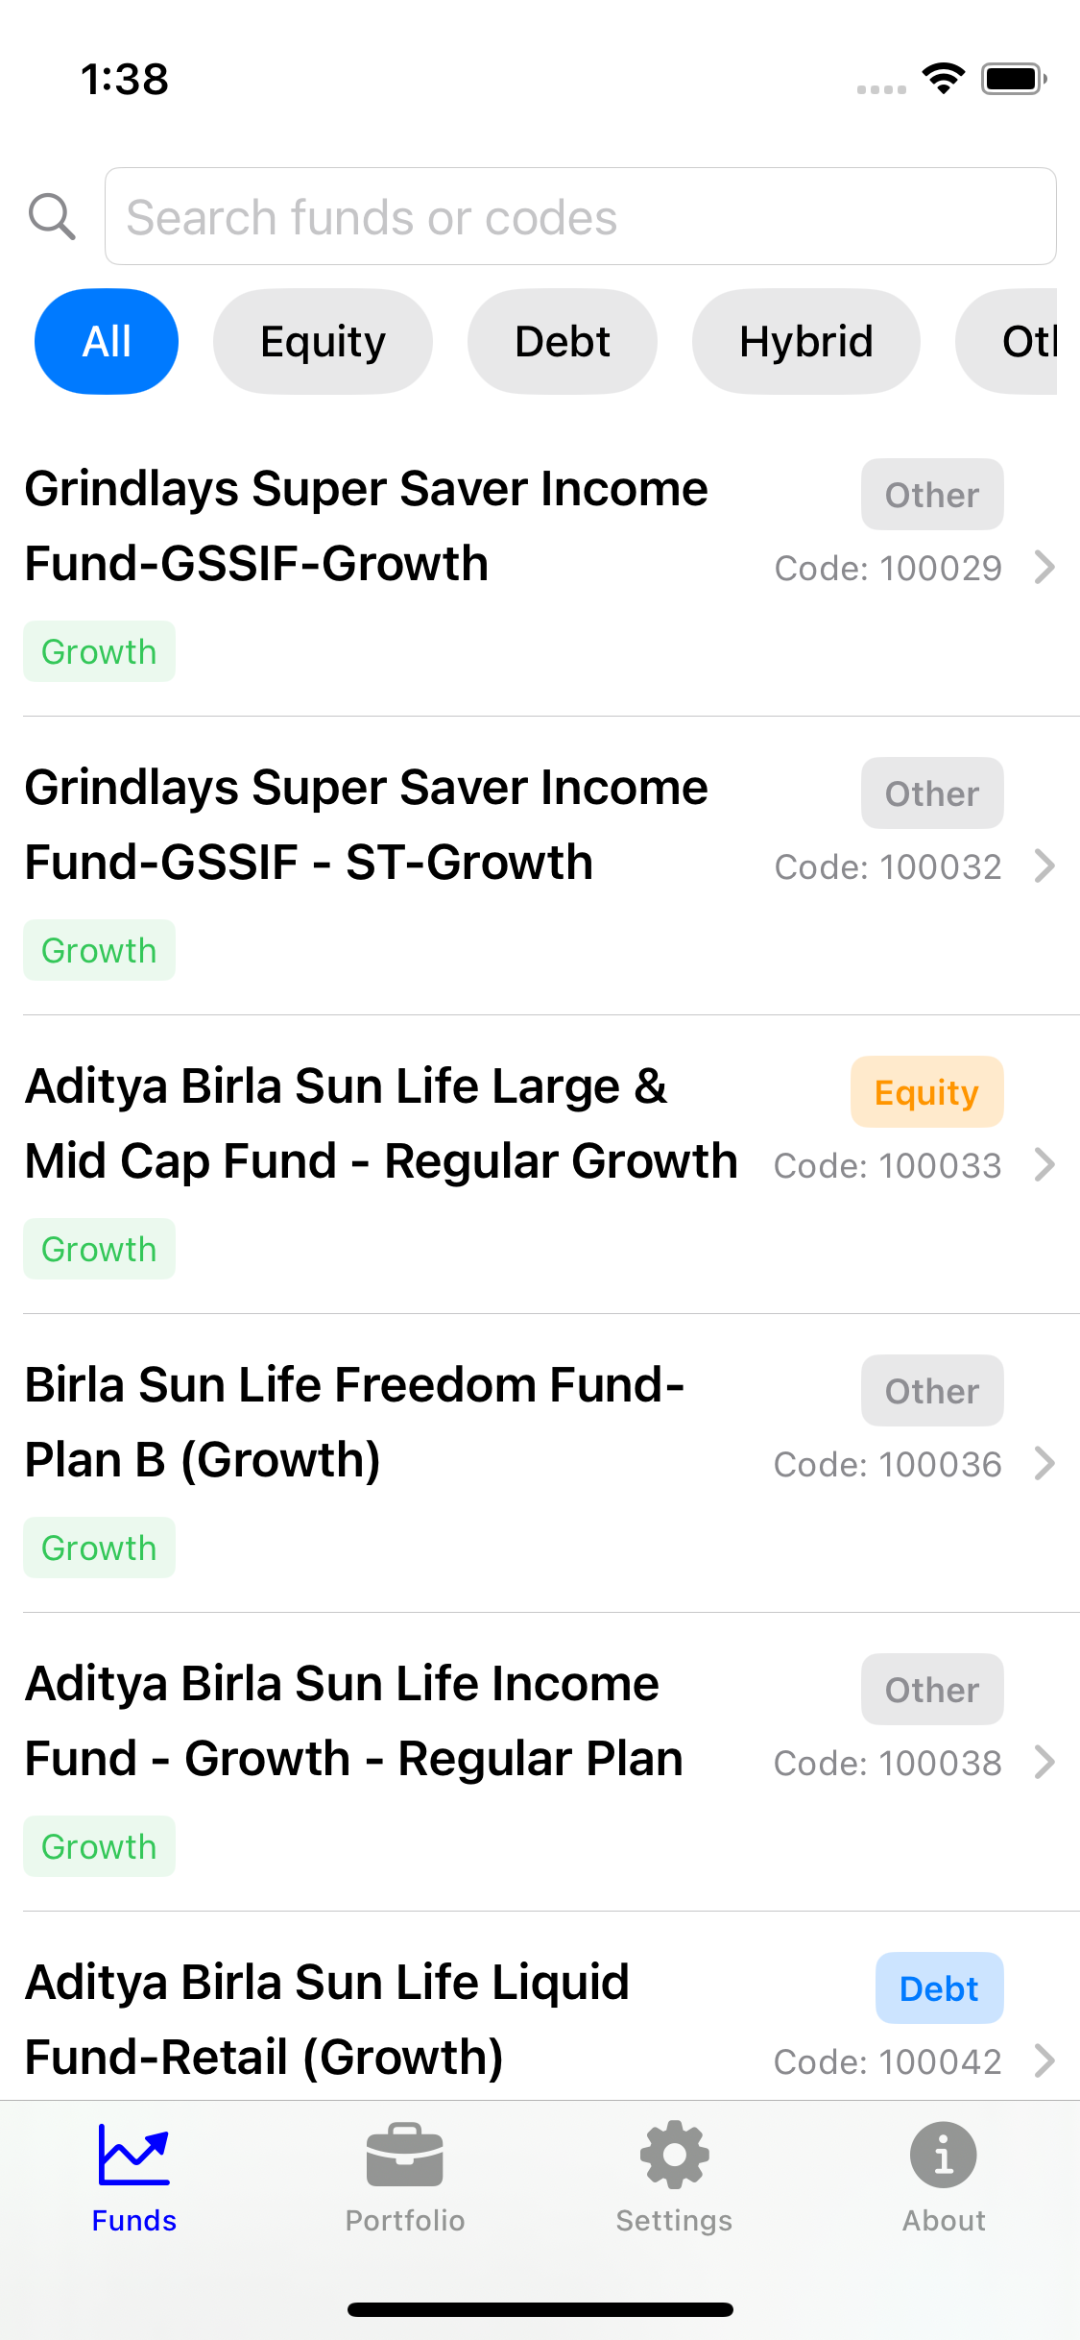 1:38
Search funds or codes
All
Equity
Debt
Hybrid
Grindlays Super Saver Income
Fund-GSSIF-Growth
Other
Code: 100029
Growth
Grindlays Super Saver Income
Fund-GSSIF - ST-Growth
Other
Code: 100032
Growth
Aditya Birla Sun Life Large &
Mid Cap Fund - Regular Growth
Equity
Code: 100033
Growth
Birla Sun Life Freedom Fund-
Plan B (Growth)
Other
Code: 100036
Growth
Aditya Birla Sun Life Income
Fund - Growth - Regular Plan
Other
Code: 100038
Growth
Aditya Birla Sun Life Liquid
Fund-Retail (Growth)
Debt
Code: 100042
Funds
Portfolio
Settings
About